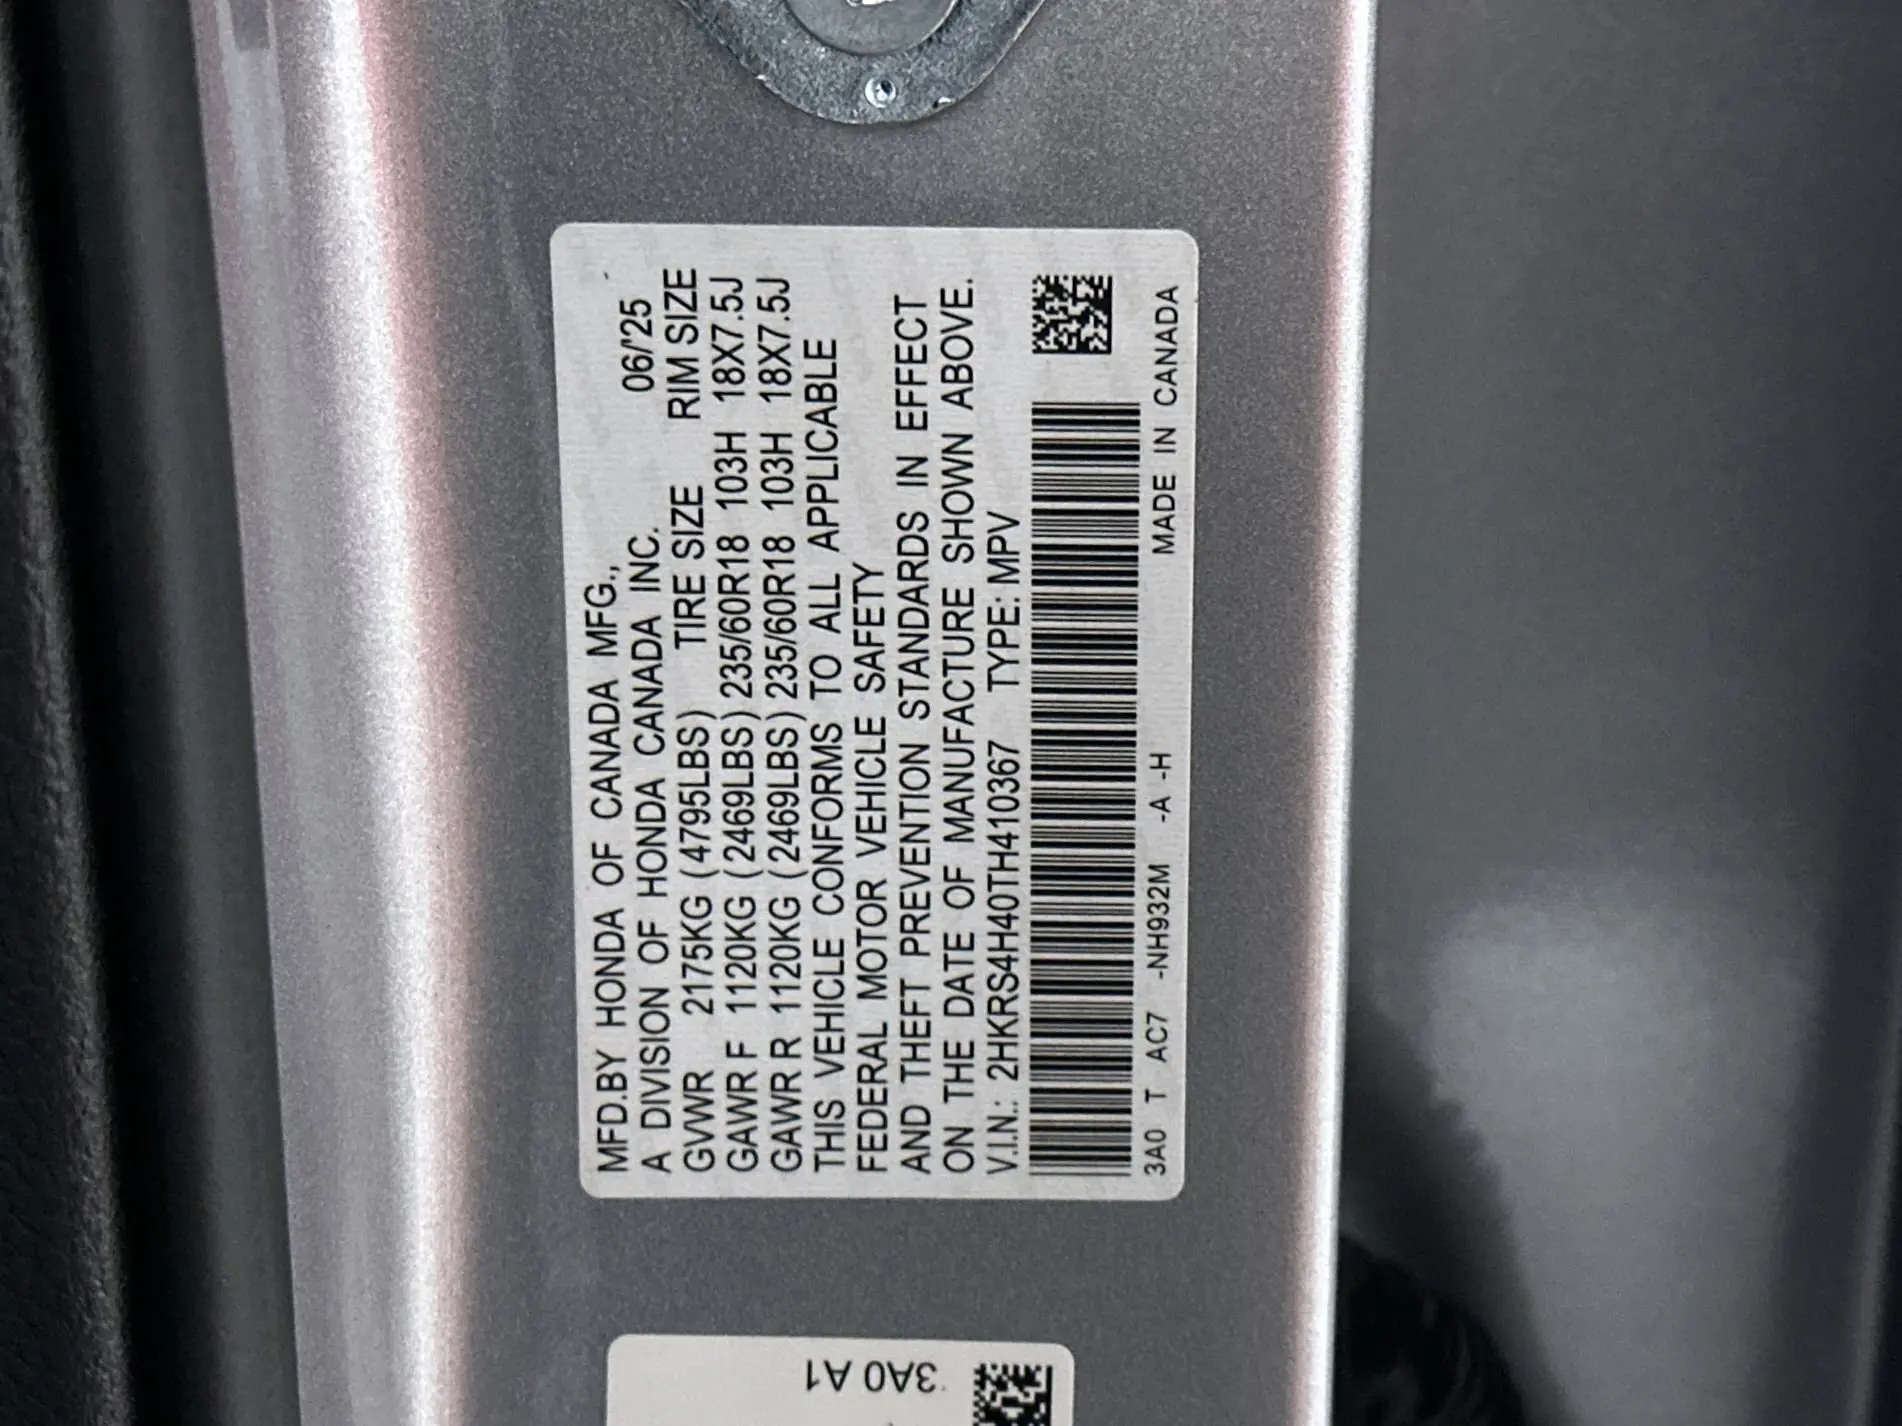 MFD.BY HONDA OF CANADA MFG.,
A DIVISION OF HONDA CANADA INC. 06/'25
GVWR 2175KG (4795LBS) TIRE SIZE RIM SIZE
GAWR F 1120KG (2469LBS) 235/60R18 103H 18X7.5J
GAWR R 1120KG (2469LBS) 235/60R18 103H 18X7.5J
THIS VEHICLE CONFORMS TO ALL APPLICABLE
FEDERAL MOTOR VEHICLE SAFETY
AND THEFT PREVENTION STANDARDS IN EFFECT
ON THE DATE OF MANUFACTURE SHOWN ABOVE.
V.I.N.: 2HKRS4H40TH410367 TYPE: MPV
3A0 T AC7 -NH932M -A -H MADE IN CANADA
3A0 A1